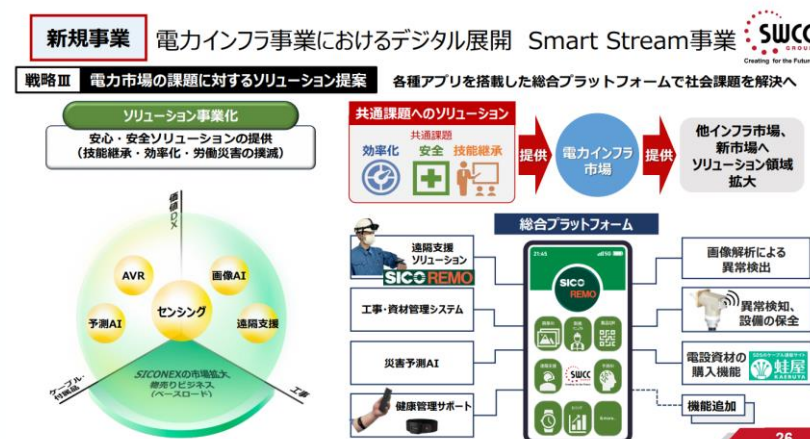 新規事業
電力インフラ事業におけるデジタル展開 Smart Stream事業
SWCC
GROUP
Creating for the Future
戦略Ⅲ 電力市場の課題に対するソリューション提案
各種アプリを搭載した総合プラットフォームで社会課題を解決へ
ソリューション事業化
安心・安全ソリューションの提供
(技能継承・効率化・労働災害の撲滅)
共通課題へのソリューション
共通課題
効率化 安全 技能継承
提供
電力インフラ
市場
提供
他インフラ市場、
新市場へ
ソリューション領域
拡大
価値DX
AVR
画像AI
予測AI
センシング
遠隔支援
SICONEXの市場拡大
物売りビジネス
(ベースロード)
ケーブル・
付属品
工事
総合プラットフォーム
遠隔支援
ソリューション
SICOREMO
工事・資材管理システム
災害予測AI
健康管理サポート
21:45
SICO
REMO
SWCC
画像解析による
異常検出
異常検知、
設備の保全
電設資材の
購入機能
蛙屋
KAERUYA
機能追加
26